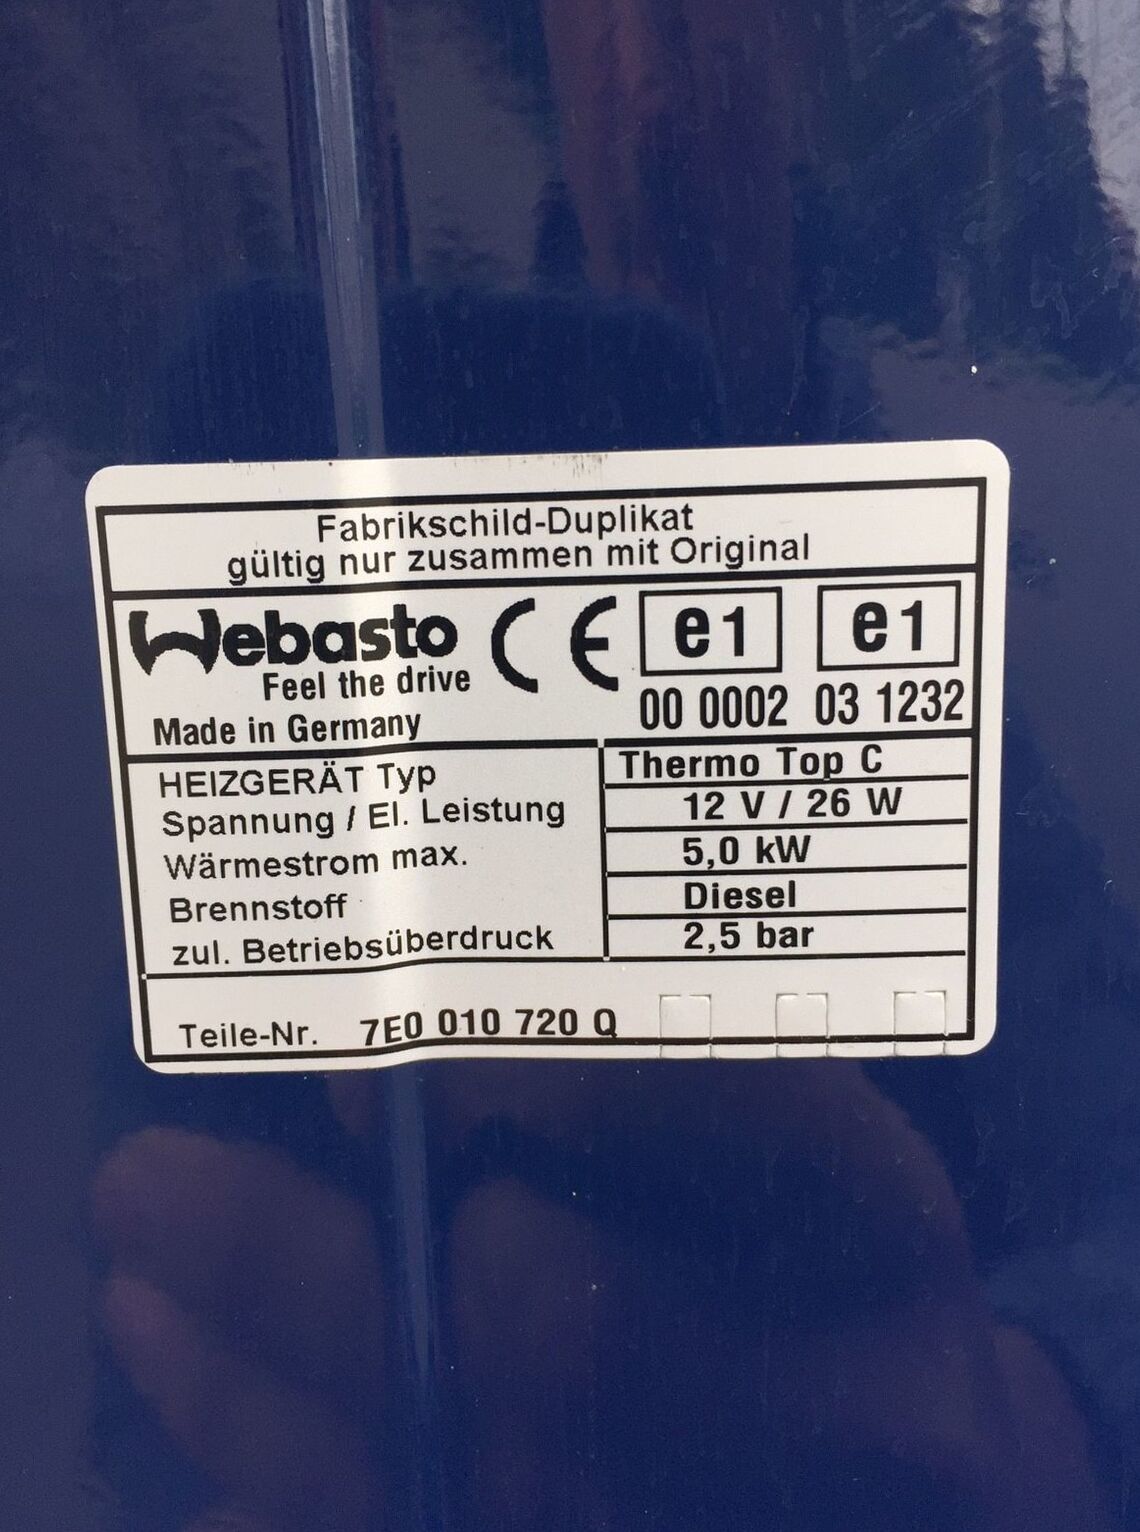 Fabrikschild-Duplikat
gültig nur zusammen mit Original
Webasto CE e1 e1
Feel the drive
00 0002 03 1232
Made in Germany
HEIZGERÄT Typ Thermo Top C
Spannung / El. Leistung 12 V / 26 W
Wärmestrom max. 5,0 kW
Brennstoff Diesel
zul. Betriebsüberdruck 2,5 bar
Teile-Nr. 7E0 010 720 Q